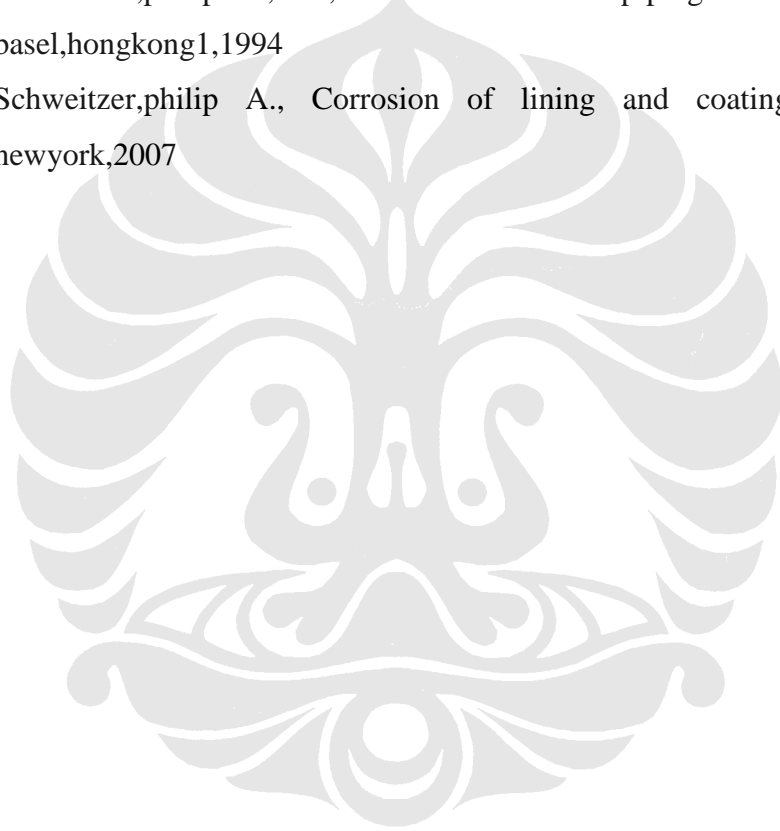 basel,hongkong1,1994
Schweitzer,philip A., Corrosion of lining and coating
newyork,2007